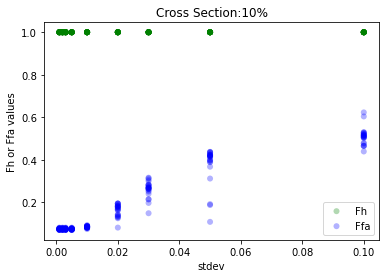 Cross Section:10%
1.0
0.8
0.6
0.4
0.2
Fh or Ffa values
0.00
0.02
0.04
0.06
0.08
0.10
stdev
Fh
Ffa